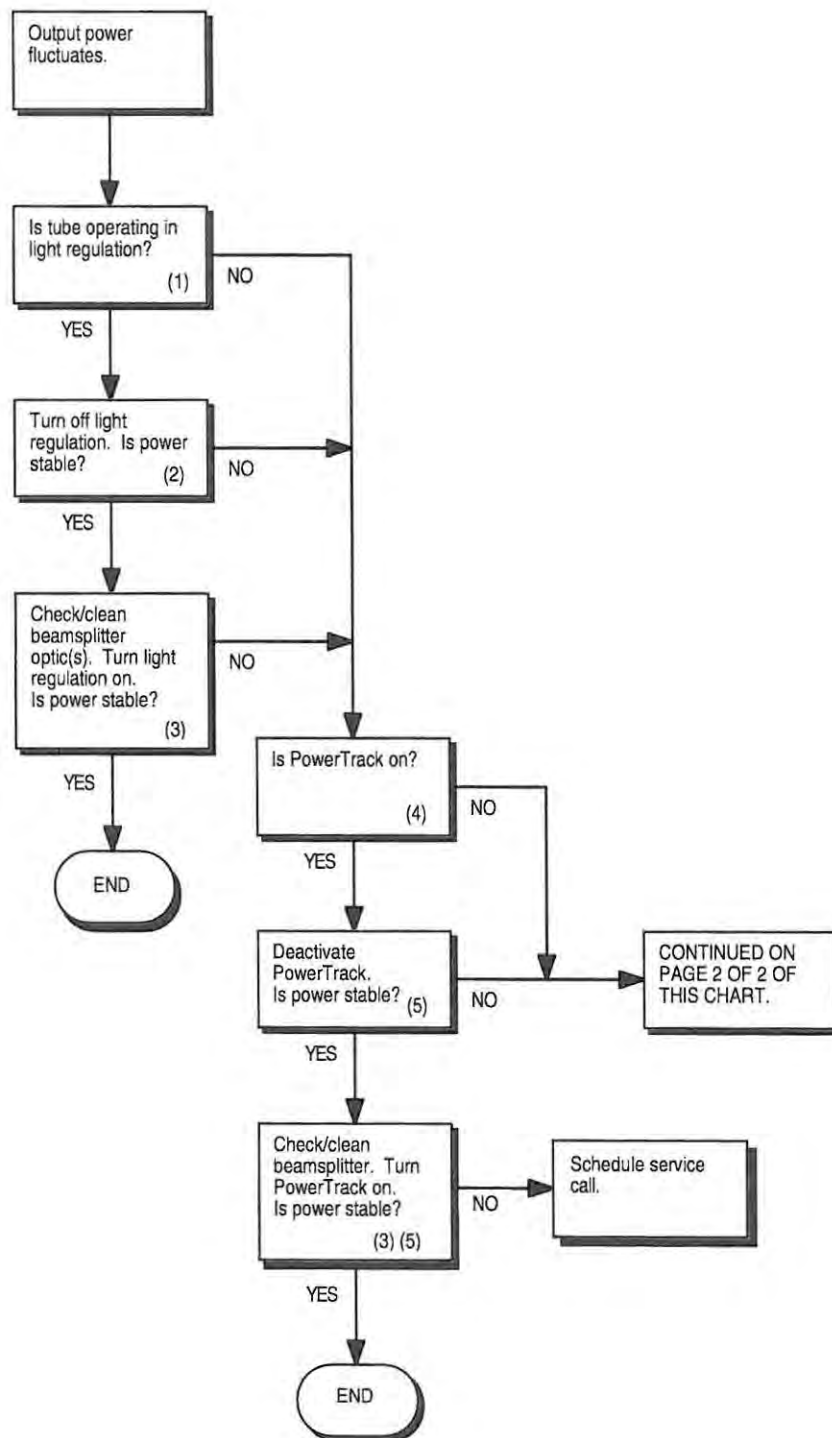 Output power
fluctuates.
Is tube operating in
light regulation?
(1)
NO
YES
Turn off light
regulation. Is power
stable?
(2)
NO
YES
Check/clean
beamsplitter
optic(s). Turn light
regulation on.
Is power stable?
(3)
NO
YES
END
Is PowerTrack on?
(4)
NO
YES
Deactivate
PowerTrack.
Is power stable?
(5)
NO
YES
CONTINUED ON
PAGE 2 OF 2 OF
THIS CHART.
Check/clean
beamsplitter. Turn
PowerTrack on.
Is power stable?
(3) (5)
NO
YES
Schedule service
call.
END